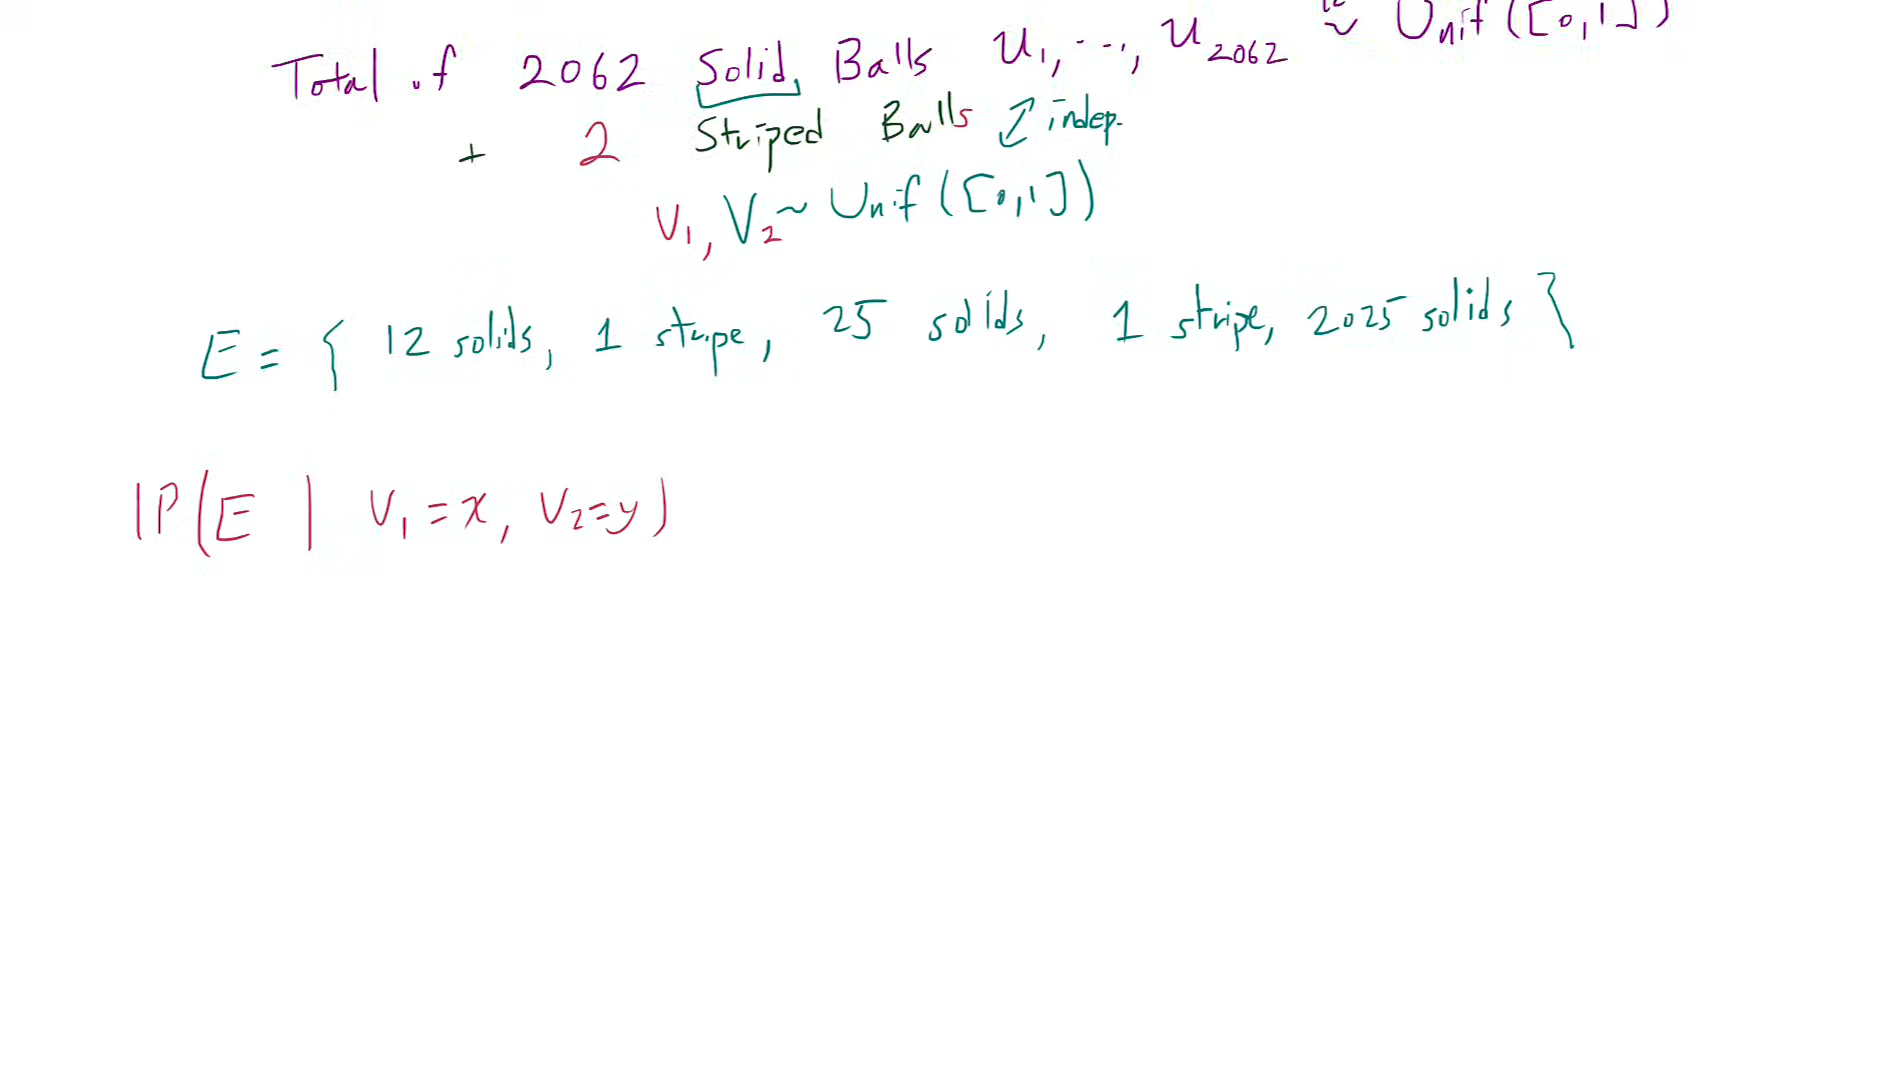 Total of 2062 Solid Balls U₁, ..., U₂₀₆₂ ~ Unif([0,1])
+ 2 Striped Balls indep.
V₁, V₂ ~ Unif([0,1])
E = { 12 solids, 1 stripe, 25 solids, 1 stripe, 2025 solids }
IP(E | V₁=x, V₂=y)